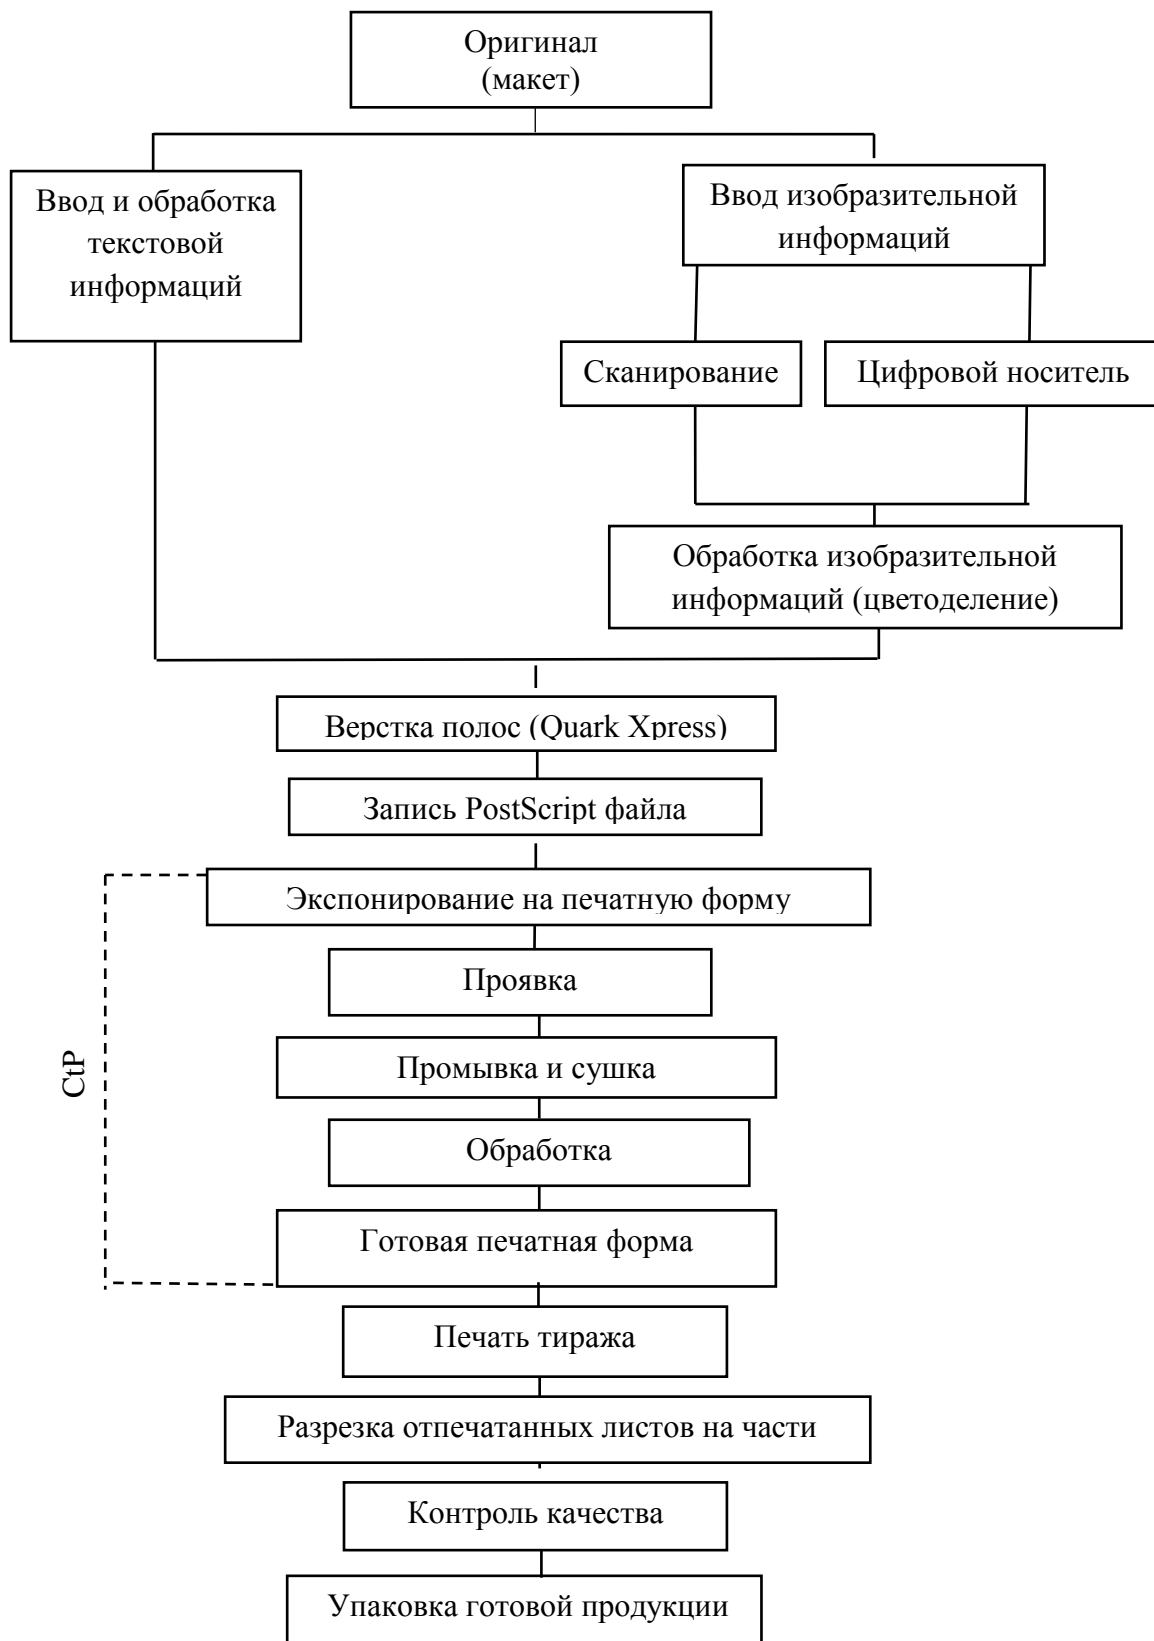 Оригинал
(макет)
Ввод и обработка
текстовой
информаций
Ввод изобразительной
информаций
Сканирование
Цифровой носитель
Обработка изобразительной
информаций (цветоделение)
Верстка полос (Quark Xpress)
Запись PostScript файла
Экспонирование на печатную форму
Проявка
Промывка и сушка
CtP
Обработка
Готовая печатная форма
Печать тиража
Разрезка отпечатанных листов на части
Контроль качества
Упаковка готовой продукции